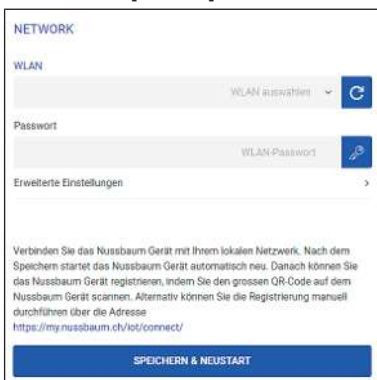 NETWORK
WLAN
WLAN auswählen
Passwort
WLAN-Passwort
Erweiterte Einstellungen
Verbinden Sie das Nussbaum Gerät mit Ihrem lokalen Netzwerk. Nach dem
Speichern startet das Nussbaum Gerät automatisch neu. Danach können Sie
das Nussbaum Gerät registrieren, indem Sie den grossen QR-Code auf dem
Nussbaum Gerät scannen. Alternativ können Sie die Registrierung manuell
durchführen über die Adresse
https://my.nussbaum.ch/iot/connect/
SPEICHERN & NEUSTART